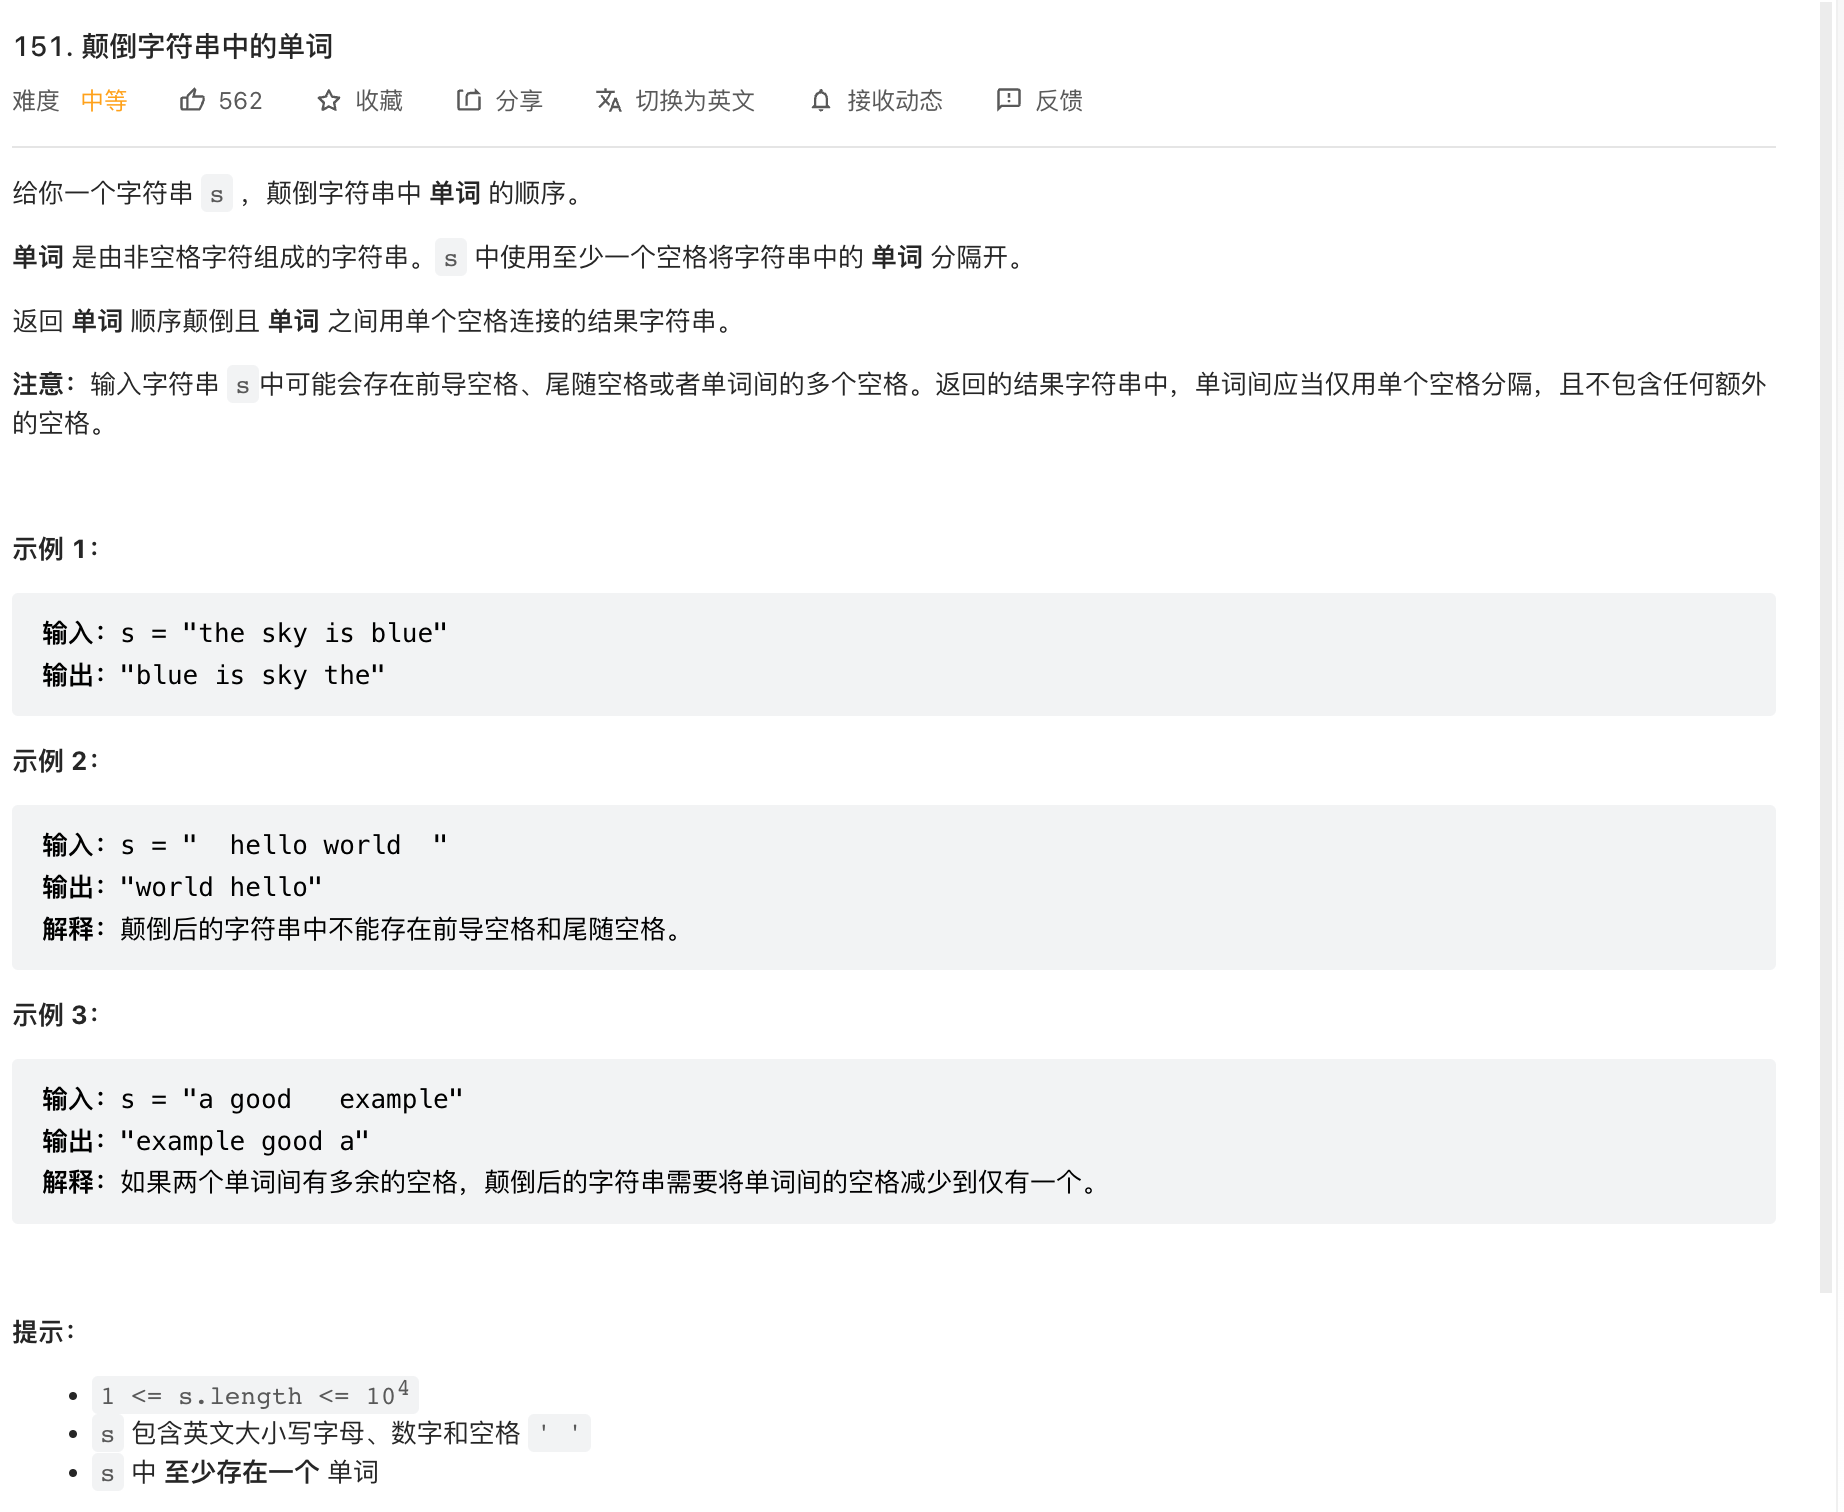 151. 颠倒字符串中的单词
难度 中等 562 收藏 分享 切换为英文 接收动态 反馈
给你一个字符串 s ，颠倒字符串中 单词 的顺序。
单词 是由非空格字符组成的字符串。s 中使用至少一个空格将字符串中的 单词 分隔开。
返回 单词 顺序颠倒且 单词 之间用单个空格连接的结果字符串。
注意：输入字符串 s中可能会存在前导空格、尾随空格或者单词间的多个空格。返回的结果字符串中，单词间应当仅用单个空格分隔，且不包含任何额外
的空格。
示例 1：
输入：s = "the sky is blue"
输出："blue is sky the"
示例 2：
输入：s = "  hello world  "
输出："world hello"
解释：颠倒后的字符串中不能存在前导空格和尾随空格。
示例 3：
输入：s = "a good   example"
输出："example good a"
解释：如果两个单词间有多余的空格，颠倒后的字符串需要将单词间的空格减少到仅有一个。
提示：
• 1 <= s.length <= 10⁴
• s 包含英文大小写字母、数字和空格 ' '
• s 中 至少存在一个 单词